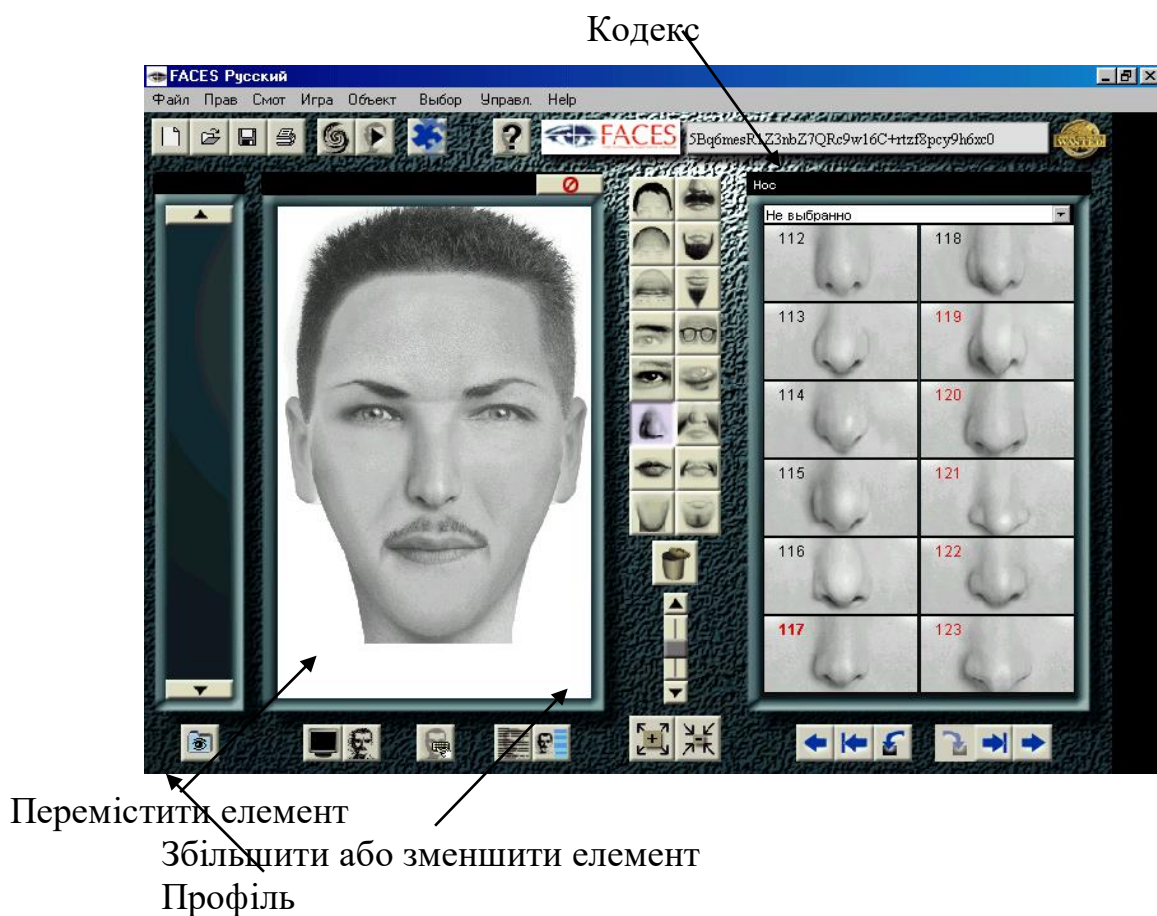 Кодекс
FACES Русский
Файл Прав Смот Игра Объект Выбор Управл. Help
FACES
5Bq6mesR1Z3nbZ7QRc9w16C+rtzf8pcy9h6xc0
WANTED
Нос
Не выбранно
112 118
113 119
114 120
115 121
116 122
117 123
Перемістити елемент
Збільшити або зменшити елемент
Профіль